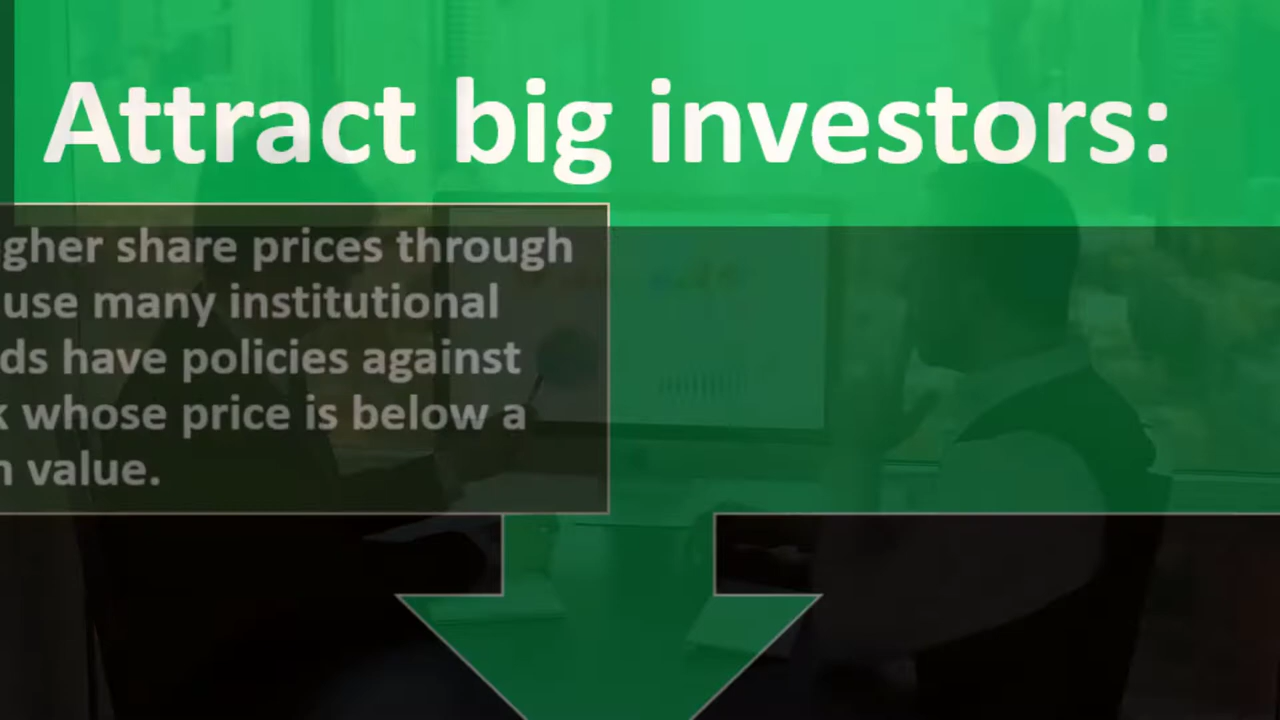 Attract big investors:
gher share prices through
use many institutional
ds have policies against
k whose price is below a
n value.